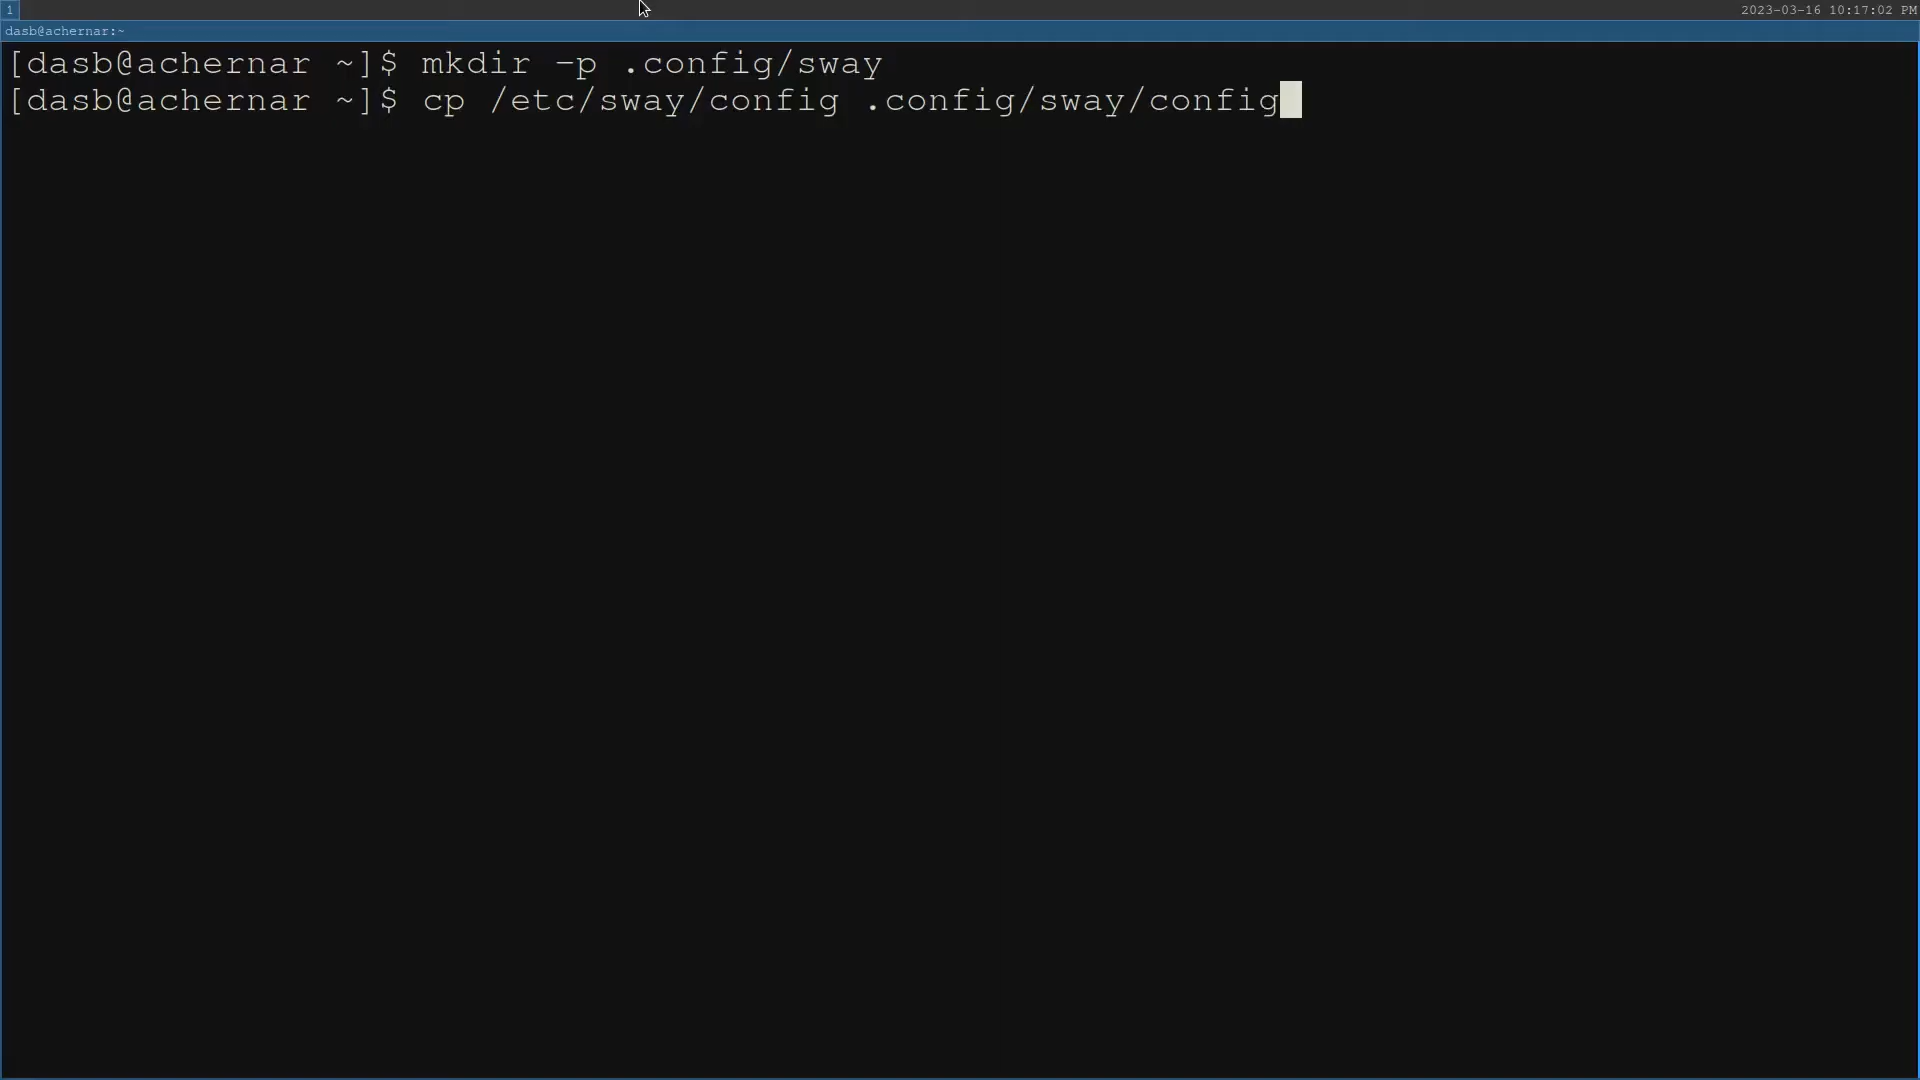 1
2023-03-16 10:17:02 PM
dasb@achernar:~
[dasb@achernar ~]$ mkdir -p .config/sway
[dasb@achernar ~]$ cp /etc/sway/config .config/sway/config